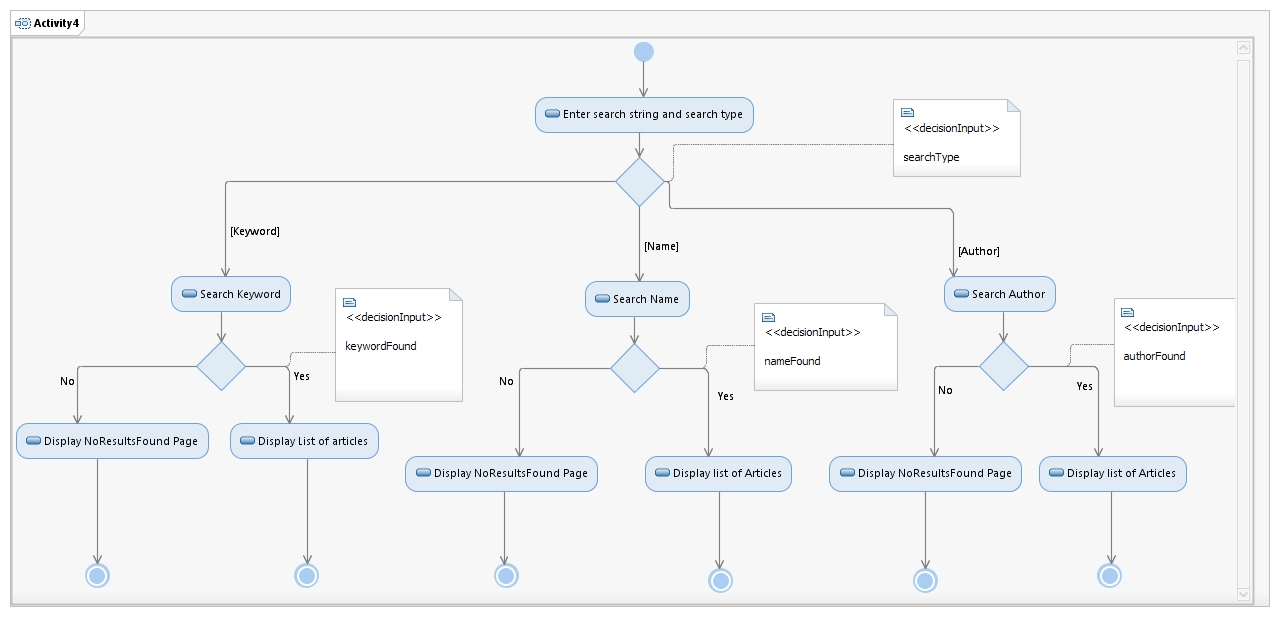 Activity4
Enter search string and search type
<<decisionInput>>
searchType
[Keyword]
[Name]
[Author]
Search Keyword
<<decisionInput>>
keywordFound
Search Name
<<decisionInput>>
nameFound
Search Author
<<decisionInput>>
authorFound
No
Yes
No
Yes
No
Yes
Display NoResultsFound Page
Display List of articles
Display NoResultsFound Page
Display list of Articles
Display NoResultsFound Page
Display list of Articles